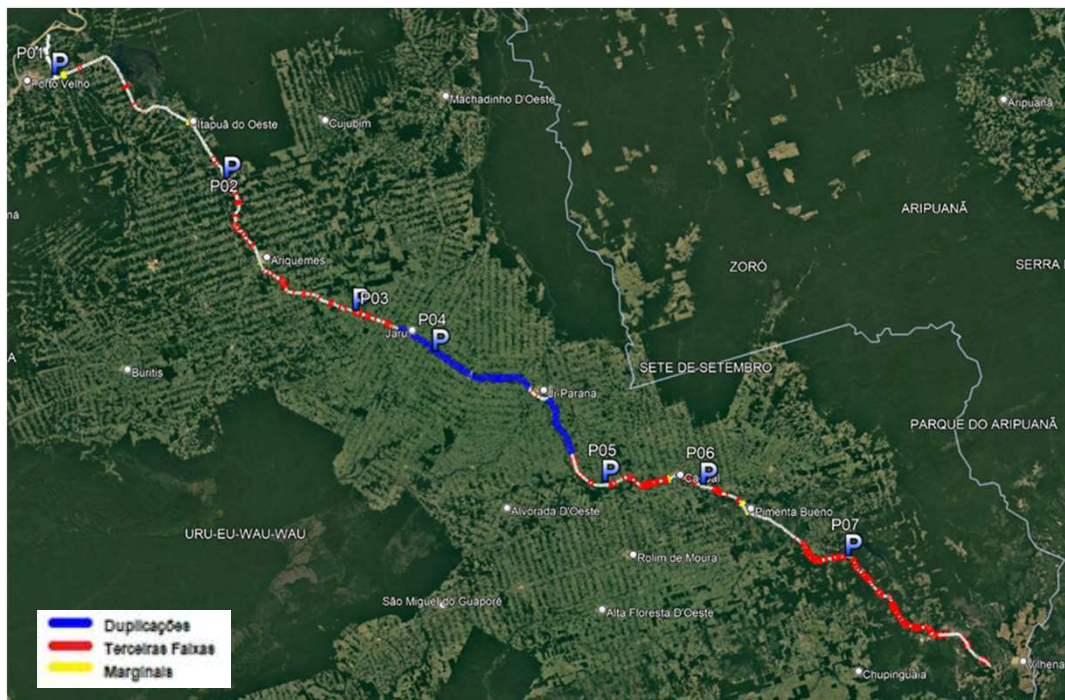 P01
P
Porto Velho
Machadinho D'Oeste
Aripuanã
Itapuã do Oeste
Cujubim
P
P02
ARIPUANÃ
ná
Ariquemes
ZORÓ
SERRA
P
P03
P04
Jaru
P
A
Buritis
SETE DE SETEMBRO
Ji-Paraná
PARQUE DO ARIPUANÃ
P05
P
P06
P
Alvorada D'Oeste
Pimenta Bueno
URU-EU-WAU-WAU
P07
P
Rolim de Moura
São Miguel do Guaporé
Alta Floresta D'Oeste
Duplicações
Terceiras Faixas
Marginais
Vilhena
Chupinguaia